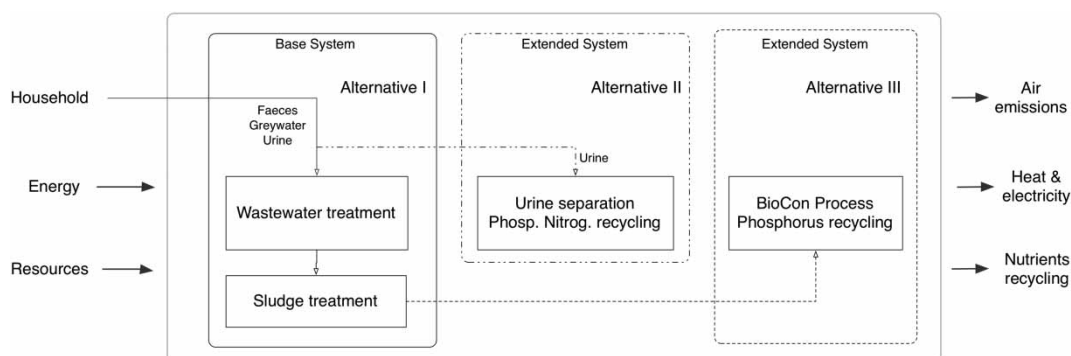 Household
Energy
Resources
Base System
Alternative I
Faeces
Greywater
Urine
Wastewater treatment
Sludge treatment
Extended System
Alternative II
Urine
Urine separation
Phosp. Nitrog. recycling
Extended System
Alternative III
BioCon Process
Phosphorus recycling
Air
emissions
Heat &
electricity
Nutrients
recycling